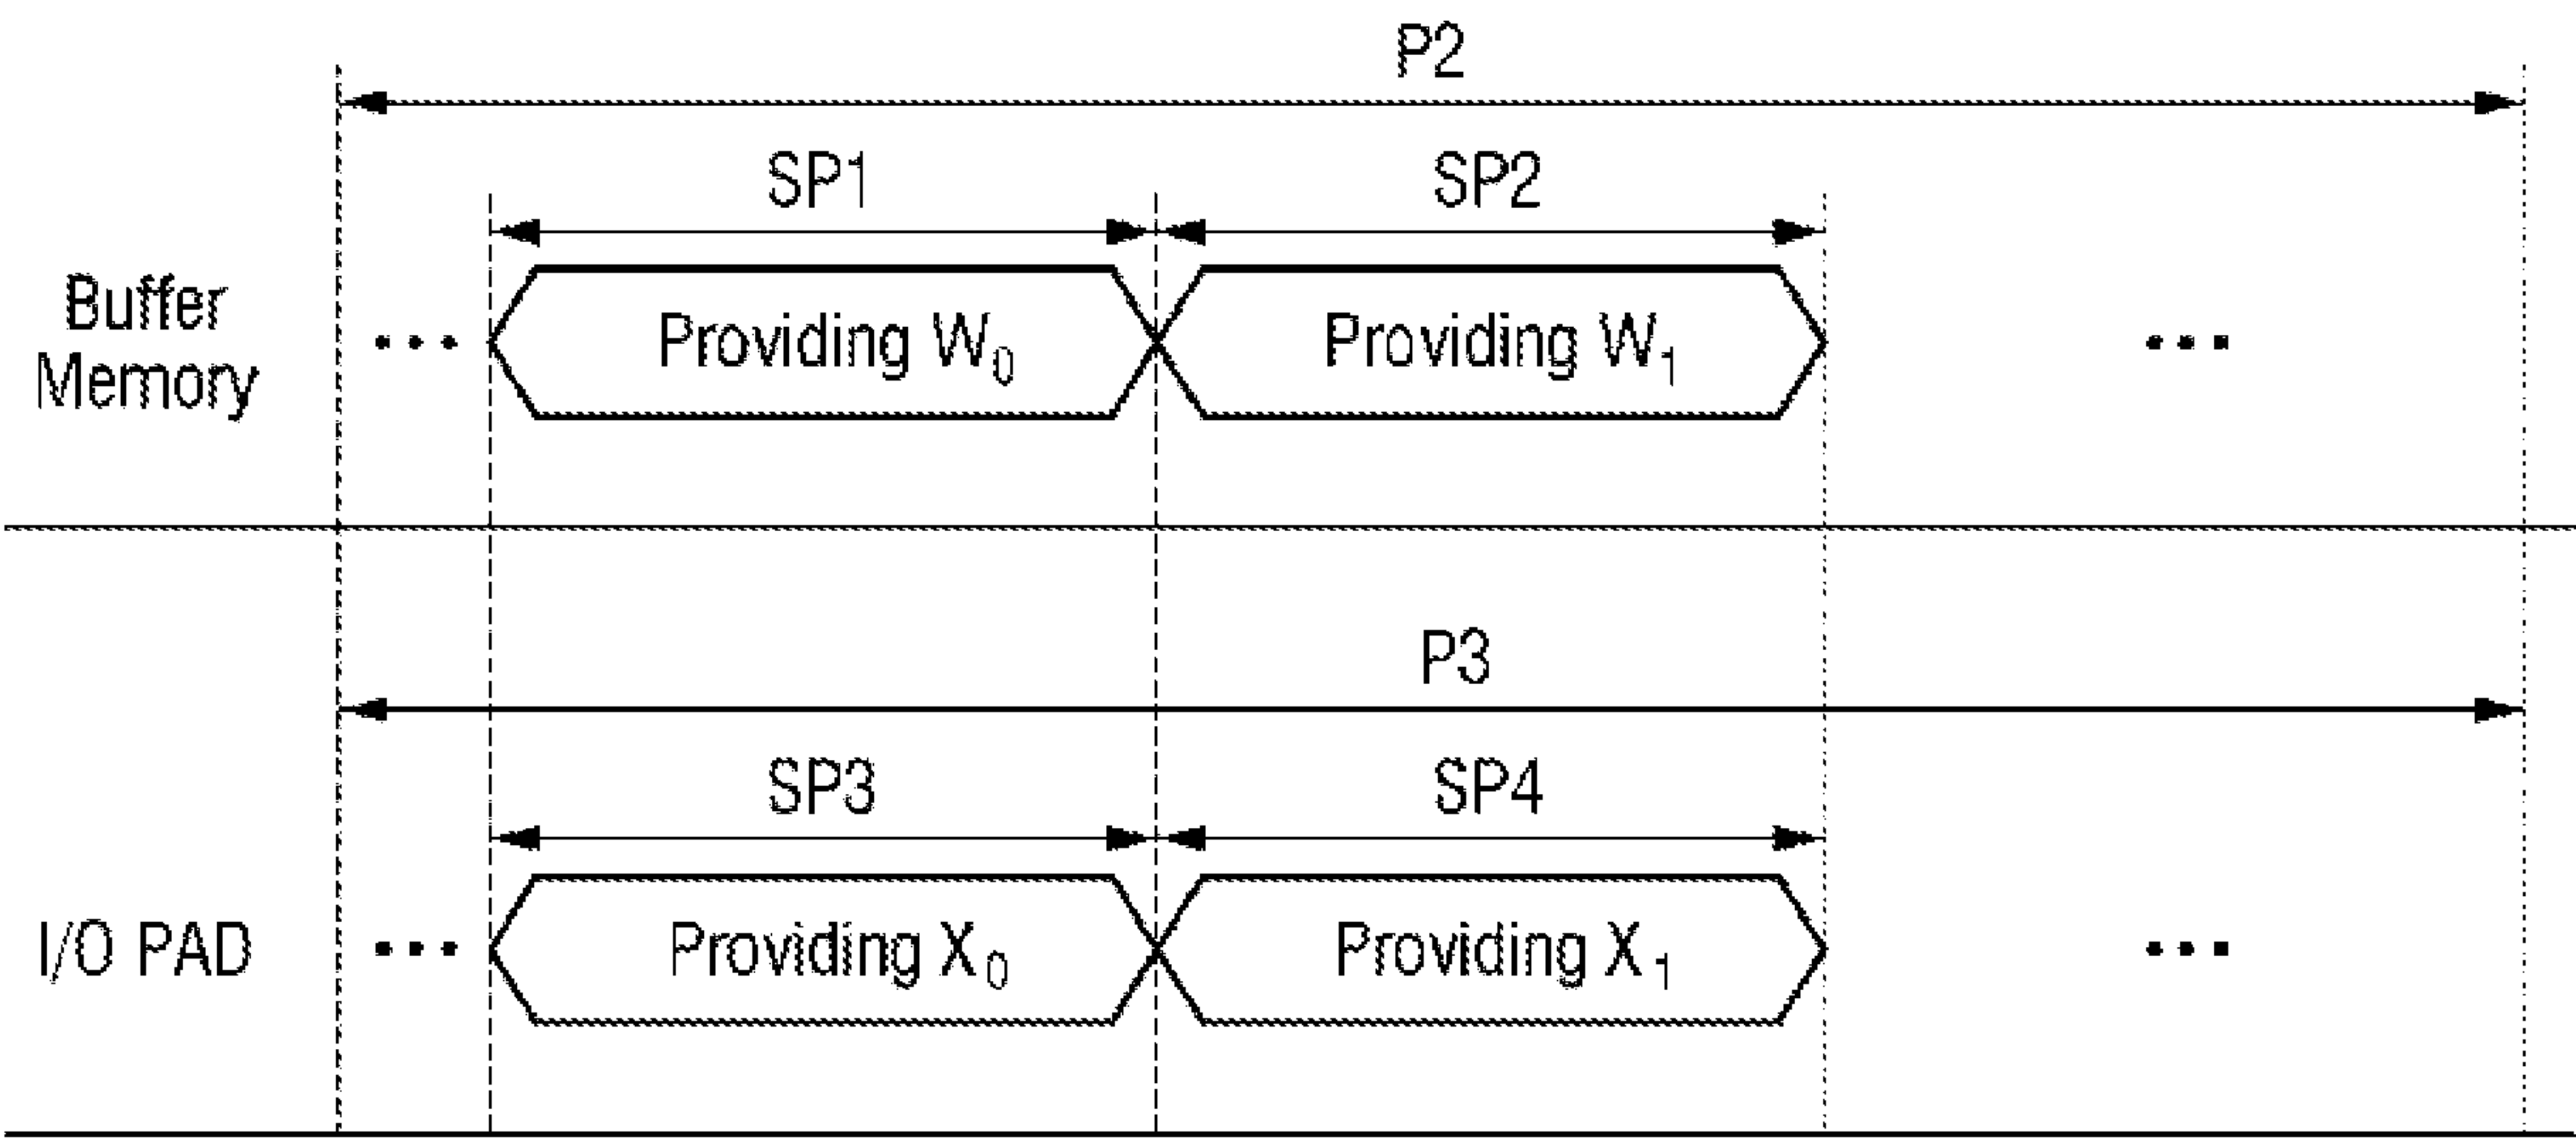 P2
SP1 SP2
Buffer
Memory
... Providing W₀ Providing W₁ ...
P3
SP3 SP4
I/O PAD ... Providing X₀ Providing X₁ ...